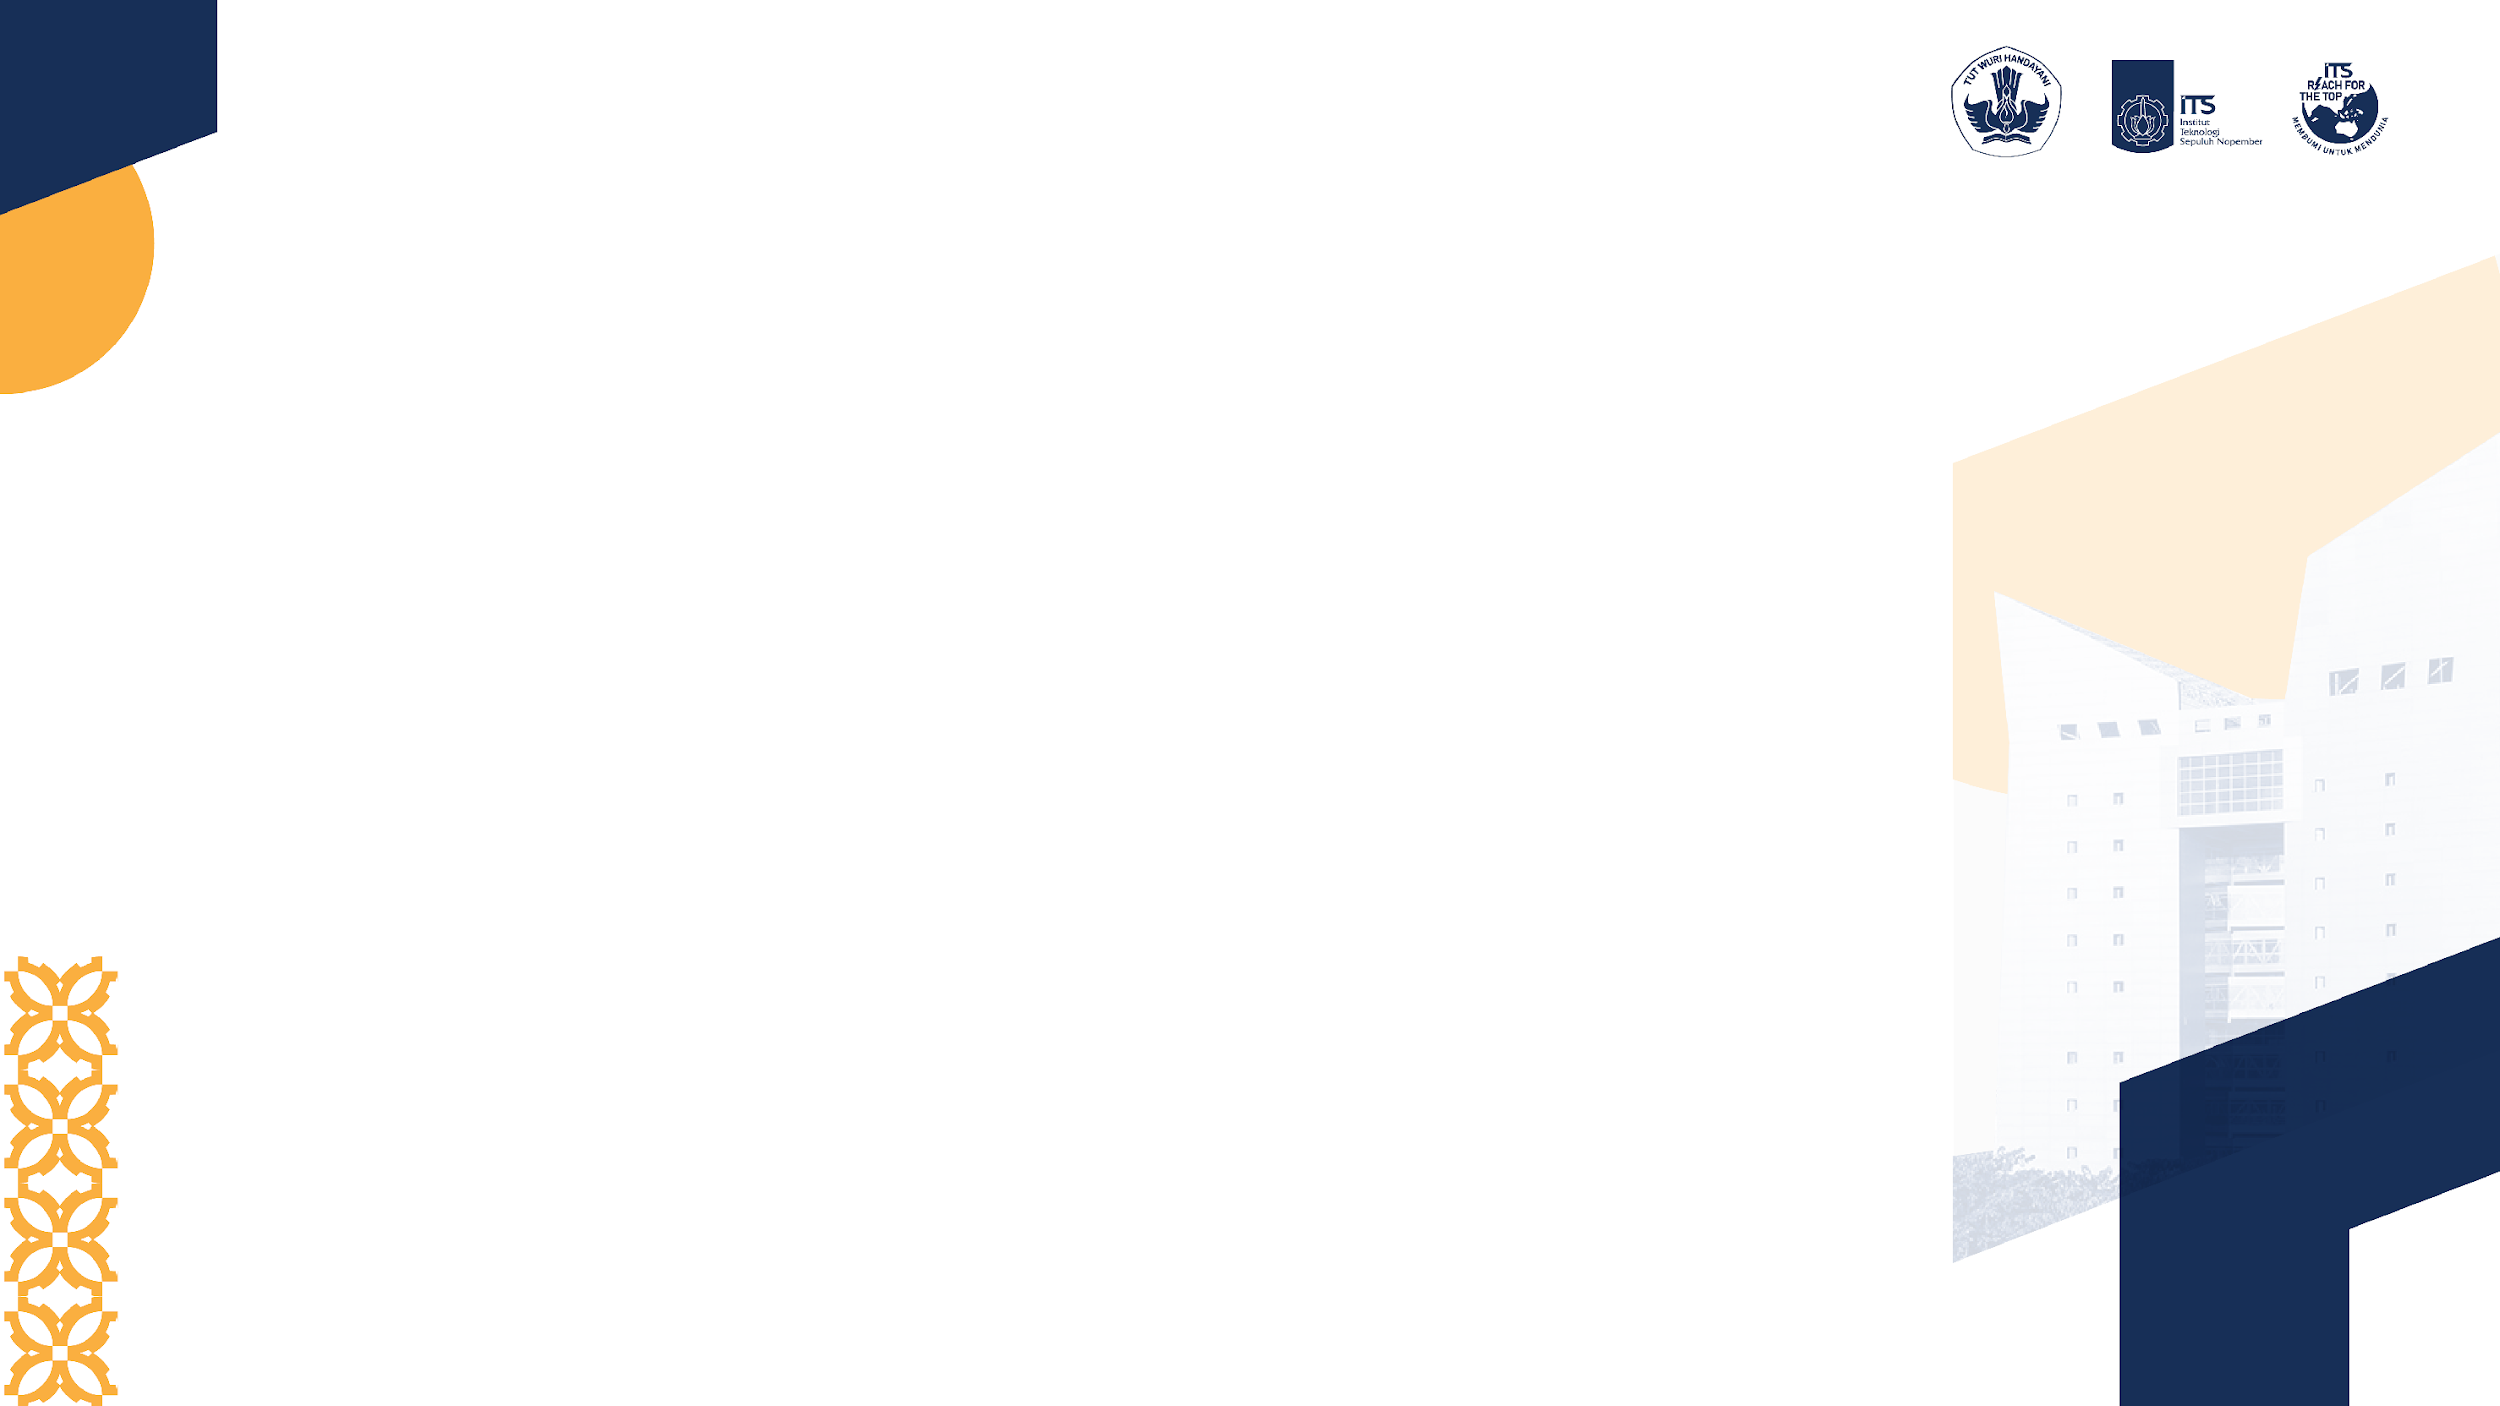 TUT WURI HANDAYANI
ITS
Institut
Teknologi
Sepuluh Nopember
ITS
REACH FOR
THE TOP
MEMBUMI UNTUK MENDUNIA